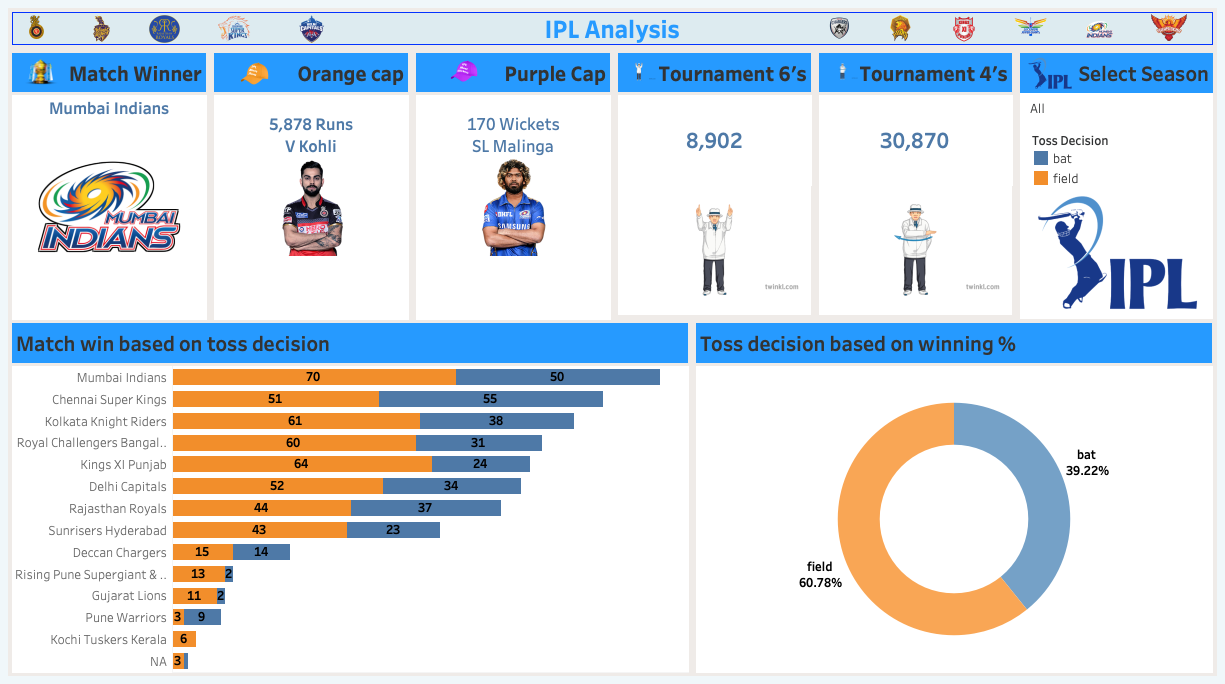 IPL Analysis
Match Winner
Orange cap
Purple Cap
Tournament 6's
Tournament 4's
IPL
Select Season
Mumbai Indians
MUMBAI
INDIANS
5,878 Runs
V Kohli
170 Wickets
SL Malinga
SAMSUNG
8,902
twinkl.com
30,870
twinkl.com
All
Toss Decision
bat
field
IPL
Match win based on toss decision
Mumbai Indians 70 50
Chennai Super Kings 51 55
Kolkata Knight Riders 61 38
Royal Challengers Bangal.. 60 31
Kings XI Punjab 64 24
Delhi Capitals 52 34
Rajasthan Royals 44 37
Sunrisers Hyderabad 43 23
Deccan Chargers 15 14
Rising Pune Supergiant & .. 13 2
Gujarat Lions 11 2
Pune Warriors 3 9
Kochi Tuskers Kerala 6
NA 3
Toss decision based on winning %
bat
39.22%
field
60.78%